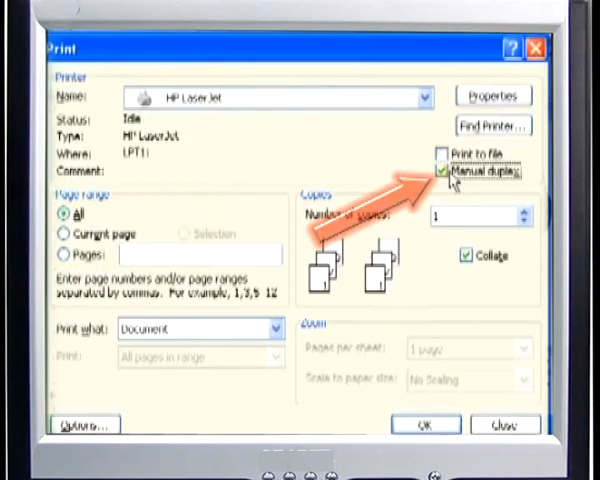 Print
Printer
Name: HP LaserJet Properties
Status: Idle Find Printer...
Type: HP LaserJet
Where: LPT1: Print to file
Comment: Manual duplex
Page range Copies
All Number of copies: 1
Current page Selection
Pages: Collate
Enter page numbers and/or page ranges
separated by commas. For example, 1,3,5-12
Print what: Document Zoom
Print: All pages in range Pages per sheet: 1 page
Scale to paper size: No Scaling
Options... OK Close